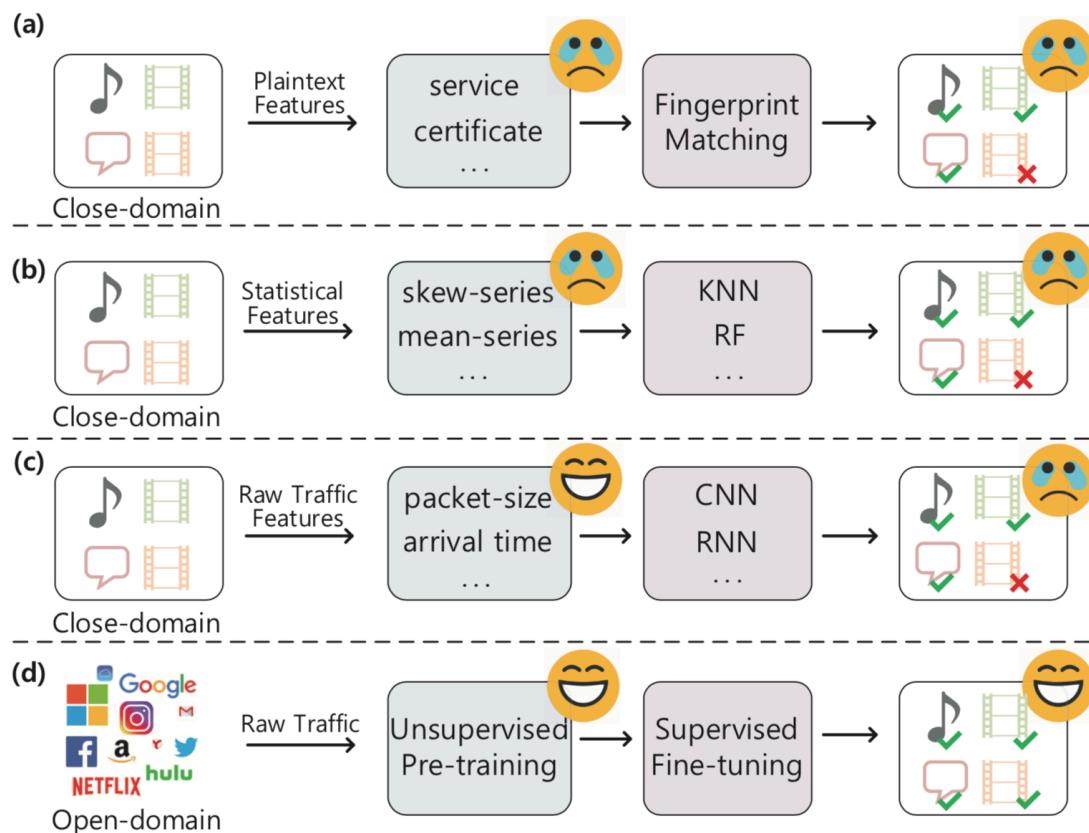 (a)
Plaintext
Features
service
certificate
...
Fingerprint
Matching
Close-domain
(b)
Statistical
Features
skew-series
mean-series
...
KNN
RF
...
Close-domain
(c)
Raw Traffic
Features
packet-size
arrival time
...
CNN
RNN
...
Close-domain
(d)
Google
hulu
NETFLIX
Raw Traffic
Unsupervised
Pre-training
Supervised
Fine-tuning
Open-domain